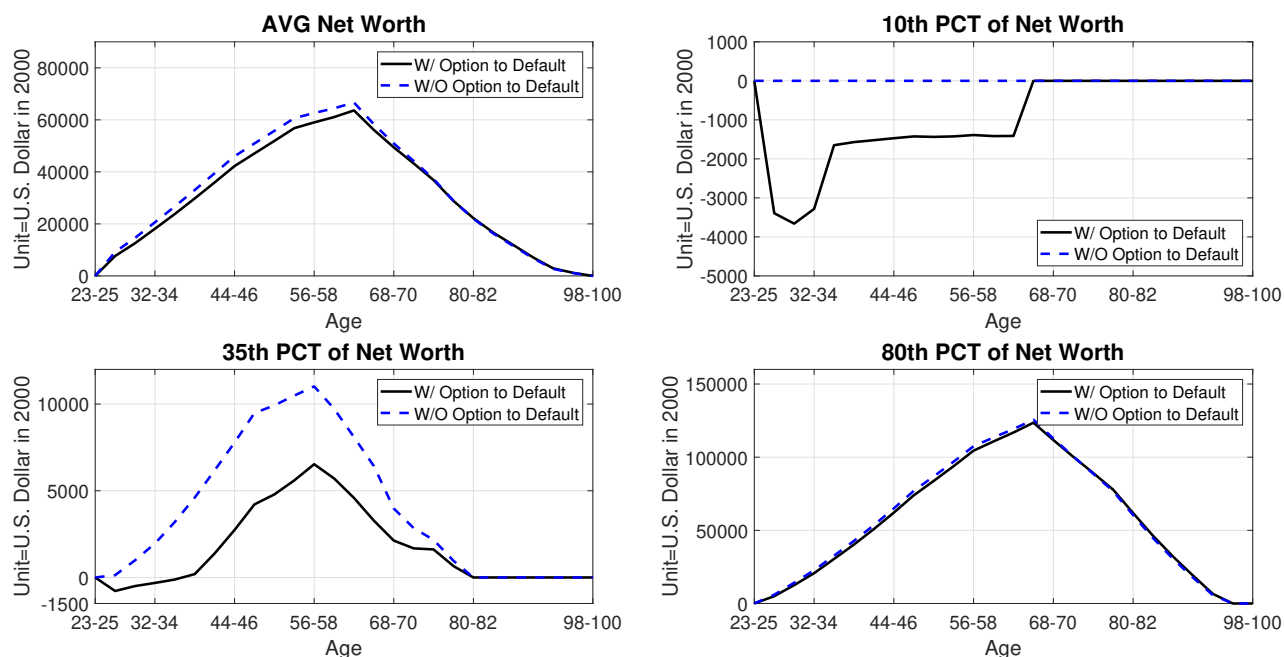 AVG Net Worth
Unit=U.S. Dollar in 2000
80000
60000
40000
20000
0
W/ Option to Default
W/O Option to Default
23-25 32-34 44-46 56-58 68-70 80-82 98-100
Age
10th PCT of Net Worth
Unit=U.S. Dollar in 2000
1000
0
-1000
-2000
-3000
-4000
-5000
W/ Option to Default
W/O Option to Default
23-25 32-34 44-46 56-58 68-70 80-82 98-100
Age
35th PCT of Net Worth
Unit=U.S. Dollar in 2000
10000
5000
0
-1500
W/ Option to Default
W/O Option to Default
23-25 32-34 44-46 56-58 68-70 80-82 98-100
Age
80th PCT of Net Worth
Unit=U.S. Dollar in 2000
150000
100000
50000
0
W/ Option to Default
W/O Option to Default
23-25 32-34 44-46 56-58 68-70 80-82 98-100
Age